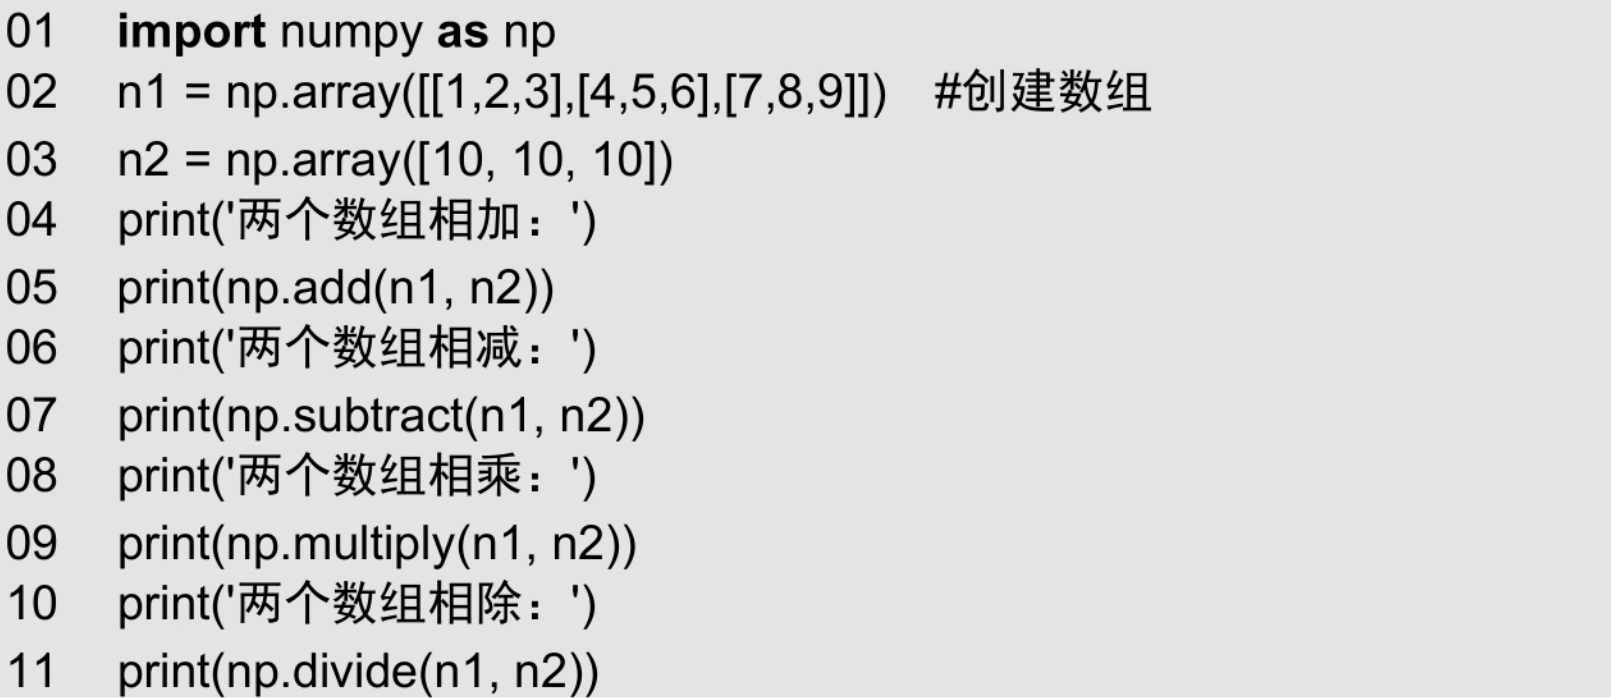 01 import numpy as np
02 n1 = np.array([[1,2,3],[4,5,6],[7,8,9]]) #创建数组
03 n2 = np.array([10, 10, 10])
04 print('两个数组相加：')
05 print(np.add(n1, n2))
06 print('两个数组相减：')
07 print(np.subtract(n1, n2))
08 print('两个数组相乘：')
09 print(np.multiply(n1, n2))
10 print('两个数组相除：')
11 print(np.divide(n1, n2))